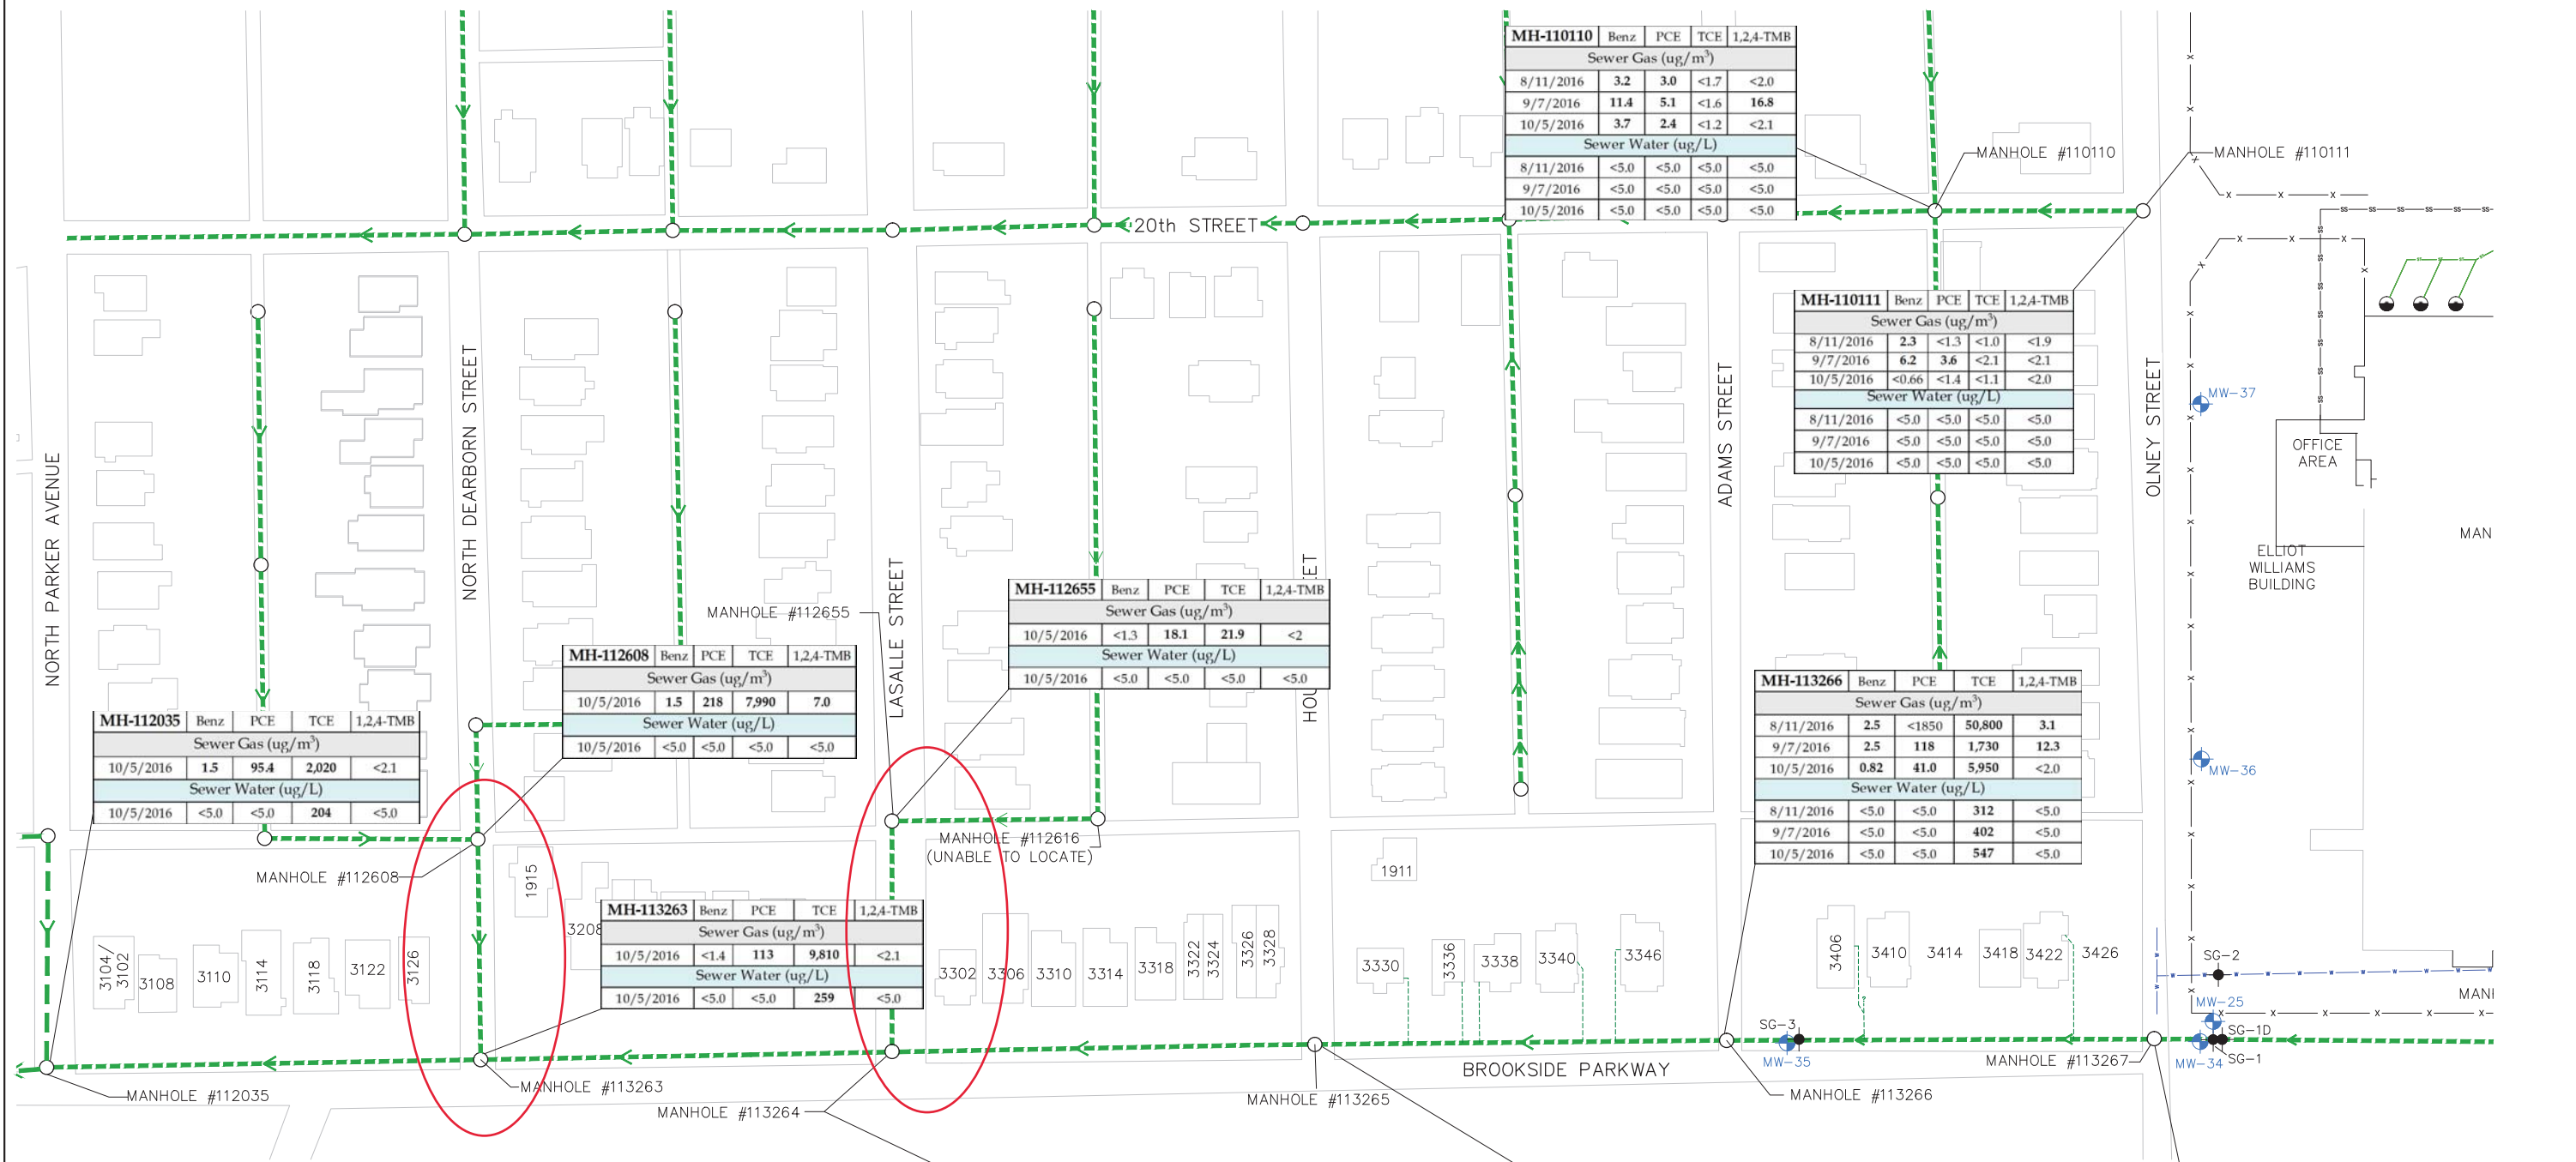 MH-110110 Benz PCE TCE 1,2,4-TMB
Sewer Gas (ug/m³)
8/11/2016 3.2 3.0 <1.7 <2.0
9/7/2016 11.4 5.1 <1.6 16.8
10/5/2016 3.7 2.4 <1.2 <2.1
Sewer Water (ug/L)
8/11/2016 <5.0 <5.0 <5.0 <5.0
9/7/2016 <5.0 <5.0 <5.0 <5.0
10/5/2016 <5.0 <5.0 <5.0 <5.0
MANHOLE #110110
MANHOLE #110111
20th STREET
MH-110111 Benz PCE TCE 1,2,4-TMB
Sewer Gas (ug/m³)
8/11/2016 2.3 <1.3 <1.0 <1.9
9/7/2016 6.2 3.6 <2.1 <2.1
10/5/2016 <0.66 <1.4 <1.1 <2.0
Sewer Water (ug/L)
8/11/2016 <5.0 <5.0 <5.0 <5.0
9/7/2016 <5.0 <5.0 <5.0 <5.0
10/5/2016 <5.0 <5.0 <5.0 <5.0
NORTH PARKER AVENUE
NORTH DEARBORN STREET
LASALLE STREET
ADAMS STREET
OLNEY STREET
MW-37
OFFICE
AREA
MAN
ELLIOT
WILLIAMS
BUILDING
MANHOLE #112655
MH-112655 Benz PCE TCE 1,2,4-TMB
Sewer Gas (ug/m³)
10/5/2016 <1.3 18.1 21.9 <2
Sewer Water (ug/L)
10/5/2016 <5.0 <5.0 <5.0 <5.0
MH-112608 Benz PCE TCE 1,2,4-TMB
Sewer Gas (ug/m³)
10/5/2016 1.5 218 7,990 7.0
Sewer Water (ug/L)
10/5/2016 <5.0 <5.0 <5.0 <5.0
MH-112035 Benz PCE TCE 1,2,4-TMB
Sewer Gas (ug/m³)
10/5/2016 1.5 95.4 2,020 <2.1
Sewer Water (ug/L)
10/5/2016 <5.0 <5.0 204 <5.0
MH-113266 Benz PCE TCE 1,2,4-TMB
Sewer Gas (ug/m³)
8/11/2016 2.5 <1850 50,800 3.1
9/7/2016 2.5 118 1,730 12.3
10/5/2016 0.82 41.0 5,950 <2.0
Sewer Water (ug/L)
8/11/2016 <5.0 <5.0 312 <5.0
9/7/2016 <5.0 <5.0 402 <5.0
10/5/2016 <5.0 <5.0 547 <5.0
MW-36
MANHOLE #112616
(UNABLE TO LOCATE)
MANHOLE #112608
1915
1911
3208
MH-113263 Benz PCE TCE 1,2,4-TMB
Sewer Gas (ug/m³)
10/5/2016 <1.4 113 9,810 <2.1
Sewer Water (ug/L)
10/5/2016 <5.0 <5.0 259 <5.0
3104/
3102
3108
3110
3114
3118
3122
3126
3302
3306
3310
3314
3318
3322
3324
3326
3328
3330
3336
3338
3340
3346
3406
3410
3414
3418
3422
3426
SG-2
MANI
MW-25
SG-3
SG-1D
MW-35
MANHOLE #113267
MW-34
SG-1
BROOKSIDE PARKWAY
MANHOLE #112035
MANHOLE #113263
MANHOLE #113264
MANHOLE #113265
MANHOLE #113266